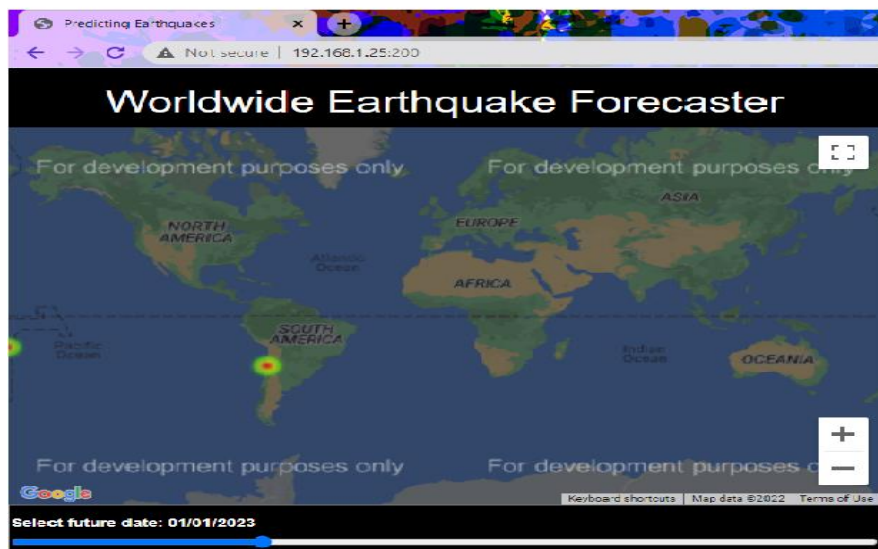 Predicting Earthquakes
Not secure | 192.168.1.25:200
Worldwide Earthquake Forecaster
For development purposes only
For development purposes only
ASIA
NORTH
AMERICA
EUROPE
Atlantic
Ocean
AFRICA
SOUTH
AMERICA
Pacific
Ocean
Indian
Ocean
OCEANIA
For development purposes only
For development purposes o
Google
Keyboard shortcuts | Map data ©2022 Terms of Use
Select future date: 01/01/2023